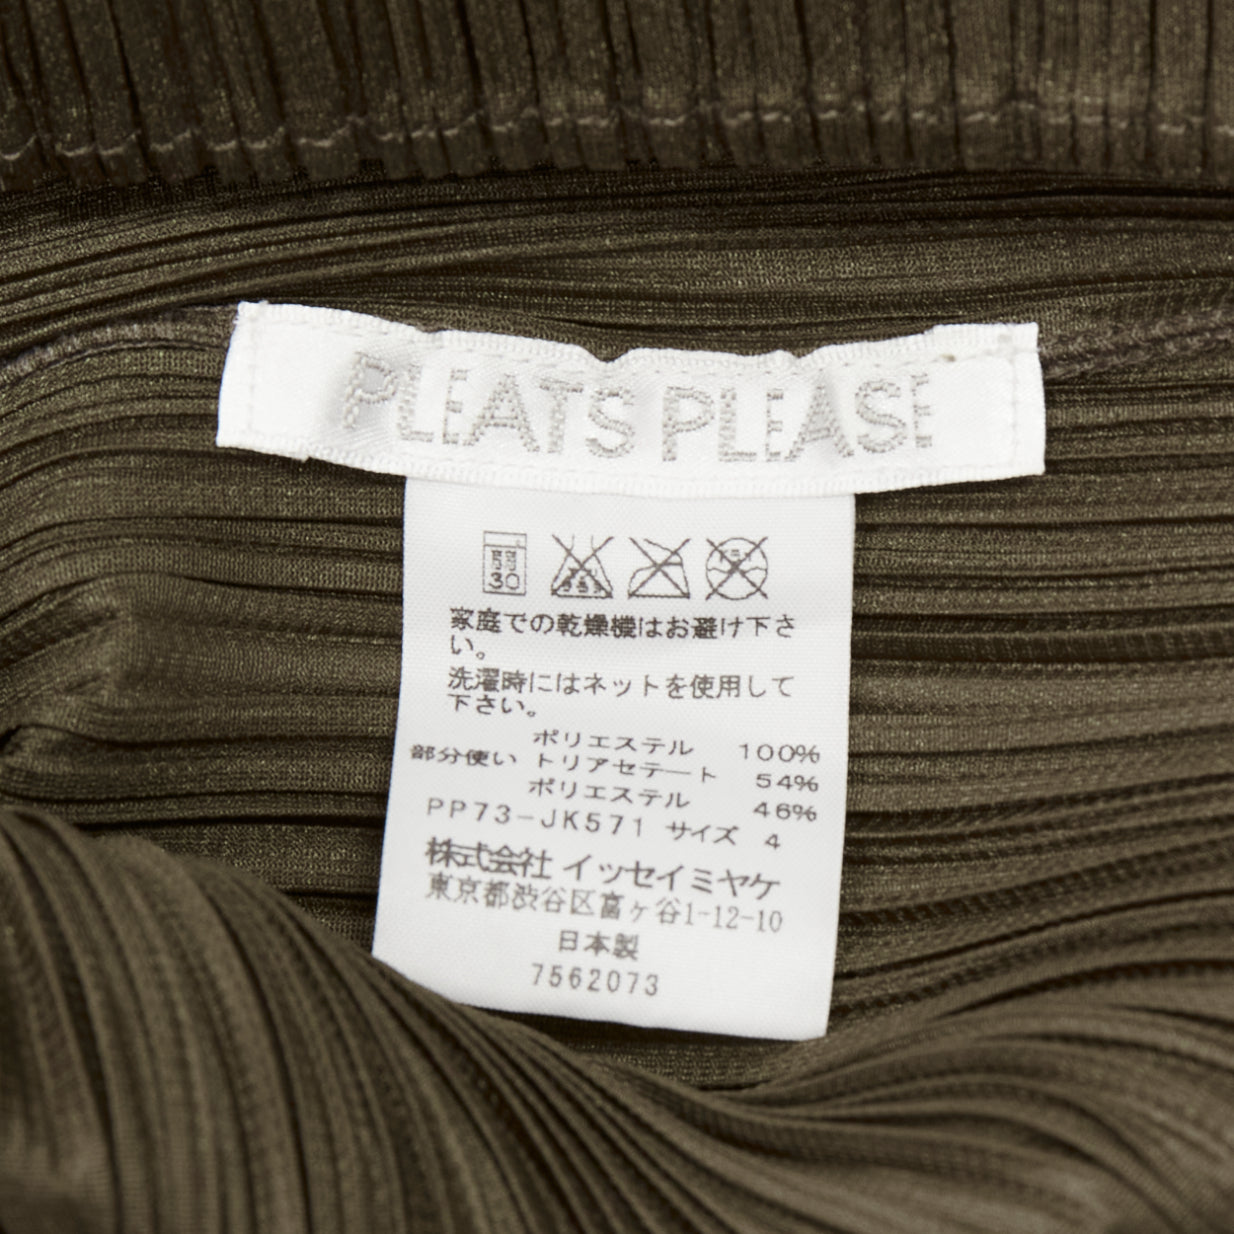 PLEATS PLEASE
30
家庭での乾燥機はお避け下さ
い。
洗濯時にはネットを使用して
下さい。
ポリエステル 100%
部分使い トリアセテート 54%
ポリエステル 46%
PP73-JK571 サイズ 4
株式会社 イッセイミヤケ
東京都渋谷区富ヶ谷1-12-10
日本製
7562073